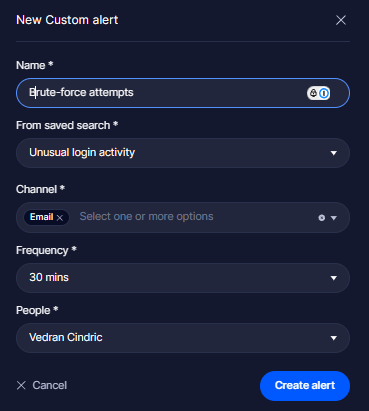 New Custom alert
Name *
Brute-force attempts
From saved search *
Unusual login activity
Channel *
Email Select one or more options
Frequency *
30 mins
People *
Vedran Cindric
Cancel Create alert